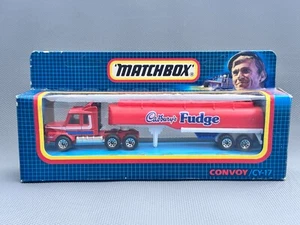 MATCHBOX
Cadbury's Fudge
CONVOY/CY-17